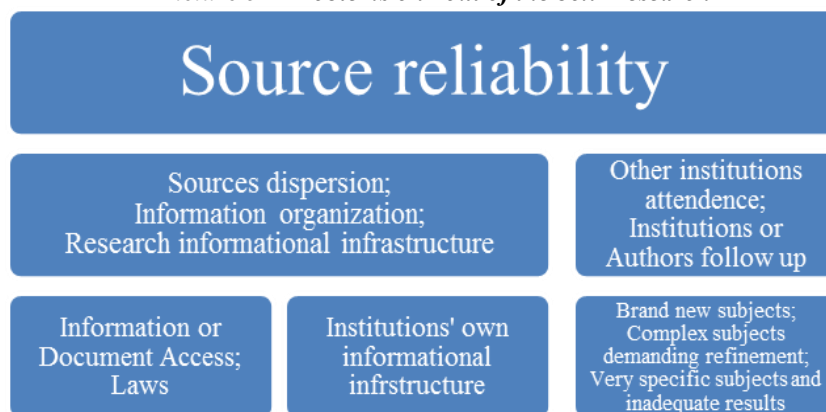 Source reliability
Sources dispersion;
Information organization;
Research informational infrastructure
Other institutions
attendence;
Institutions or
Authors follow up
Information or
Document Access;
Laws
Institutions' own
informational
infrstructure
Brand new subjects;
Complex subjects
demanding refinement;
Very specific subjects and
inadequate results